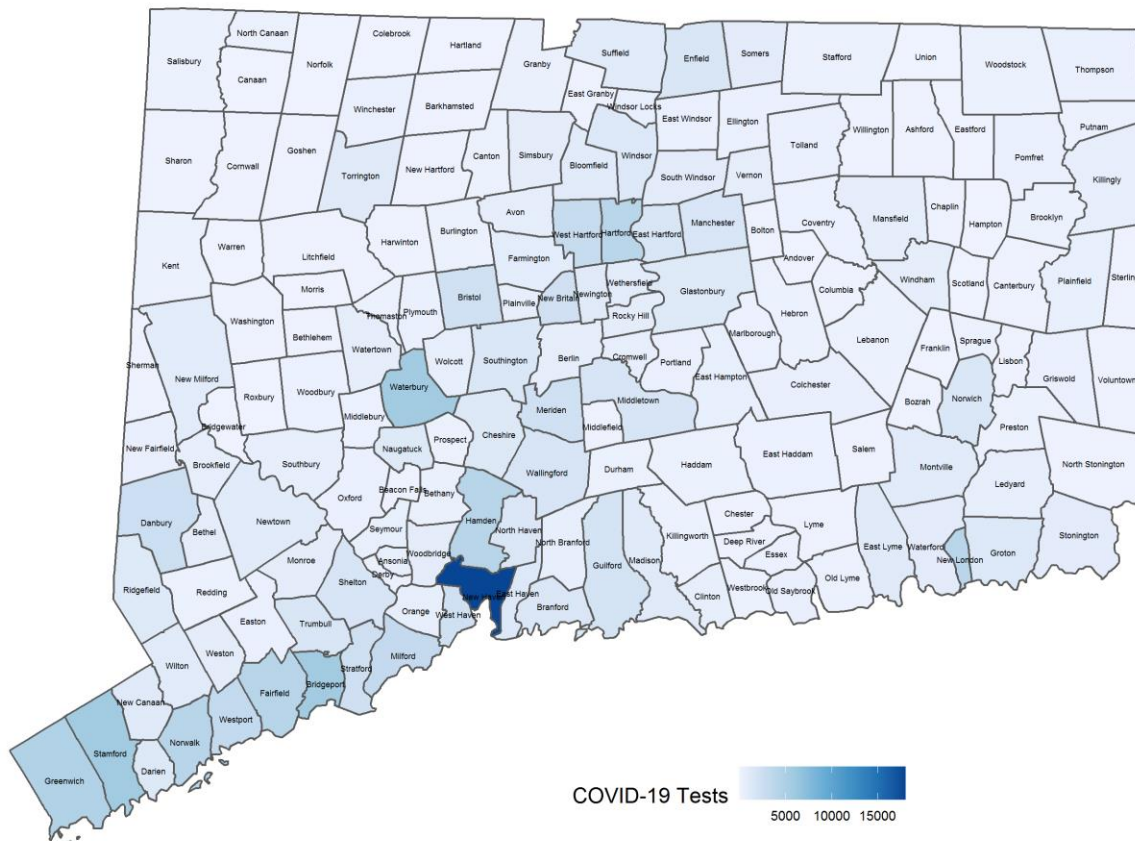 North Canaan
Colebrook
Hartland
Suffield
Enfield
Somers
Stafford
Union
Woodstock
Thompson
Salisbury
Canaan
Norfolk
Granby
East Granby
Windsor Locks
Winchester
Barkhamsted
East Windsor
Ellington
Willington
Ashford
Eastford
Putnam
Sharon
Cornwall
Goshen
Torrington
New Hartford
Canton
Simsbury
Bloomfield
Windsor
South Windsor
Vernon
Tolland
Pomfret
Killingly
Kent
Warren
Litchfield
Harwinton
Burlington
Avon
Farmington
West Hartford
Hartford
East Hartford
Manchester
Bolton
Coventry
Mansfield
Chaplin
Hampton
Brooklyn
Andover
Morris
Bristol
Plainville
New Britain
Newington
Wethersfield
Rocky Hill
Glastonbury
Columbia
Windham
Scotland
Canterbury
Plainfield
Sterlin
Washington
Bethlehem
Thomaston
Plymouth
Watertown
Wolcott
Southington
Berlin
Cromwell
Portland
Marlborough
Hebron
Lebanon
Franklin
Sprague
Lisbon
Griswold
Voluntown
Sherman
New Milford
Roxbury
Woodbury
Waterbury
Meriden
Middletown
East Hampton
Colchester
Bozrah
Norwich
Preston
Bridgewater
Middlebury
Prospect
Naugatuck
Cheshire
Middlefield
New Fairfield
Brookfield
Southbury
Wallingford
Durham
Haddam
East Haddam
Salem
Montville
Ledyard
North Stonington
Oxford
Beacon Falls
Bethany
Danbury
Bethel
Newtown
Seymour
Hamden
North Haven
Chester
Deep River
Essex
Lyme
Monroe
Ansonia
Derby
Woodbridge
North Branford
Guilford
Madison
Killingworth
East Lyme
Waterford
New London
Groton
Stonington
Ridgefield
Redding
Shelton
Orange
New Haven
East Haven
West Haven
Branford
Clinton
Westbrook
Old Saybrook
Old Lyme
Easton
Trumbull
Weston
Wilton
Stratford
Milford
New Canaan
Fairfield
Bridgeport
Westport
Norwalk
Stamford
Darien
Greenwich
COVID-19 Tests
5000 10000 15000